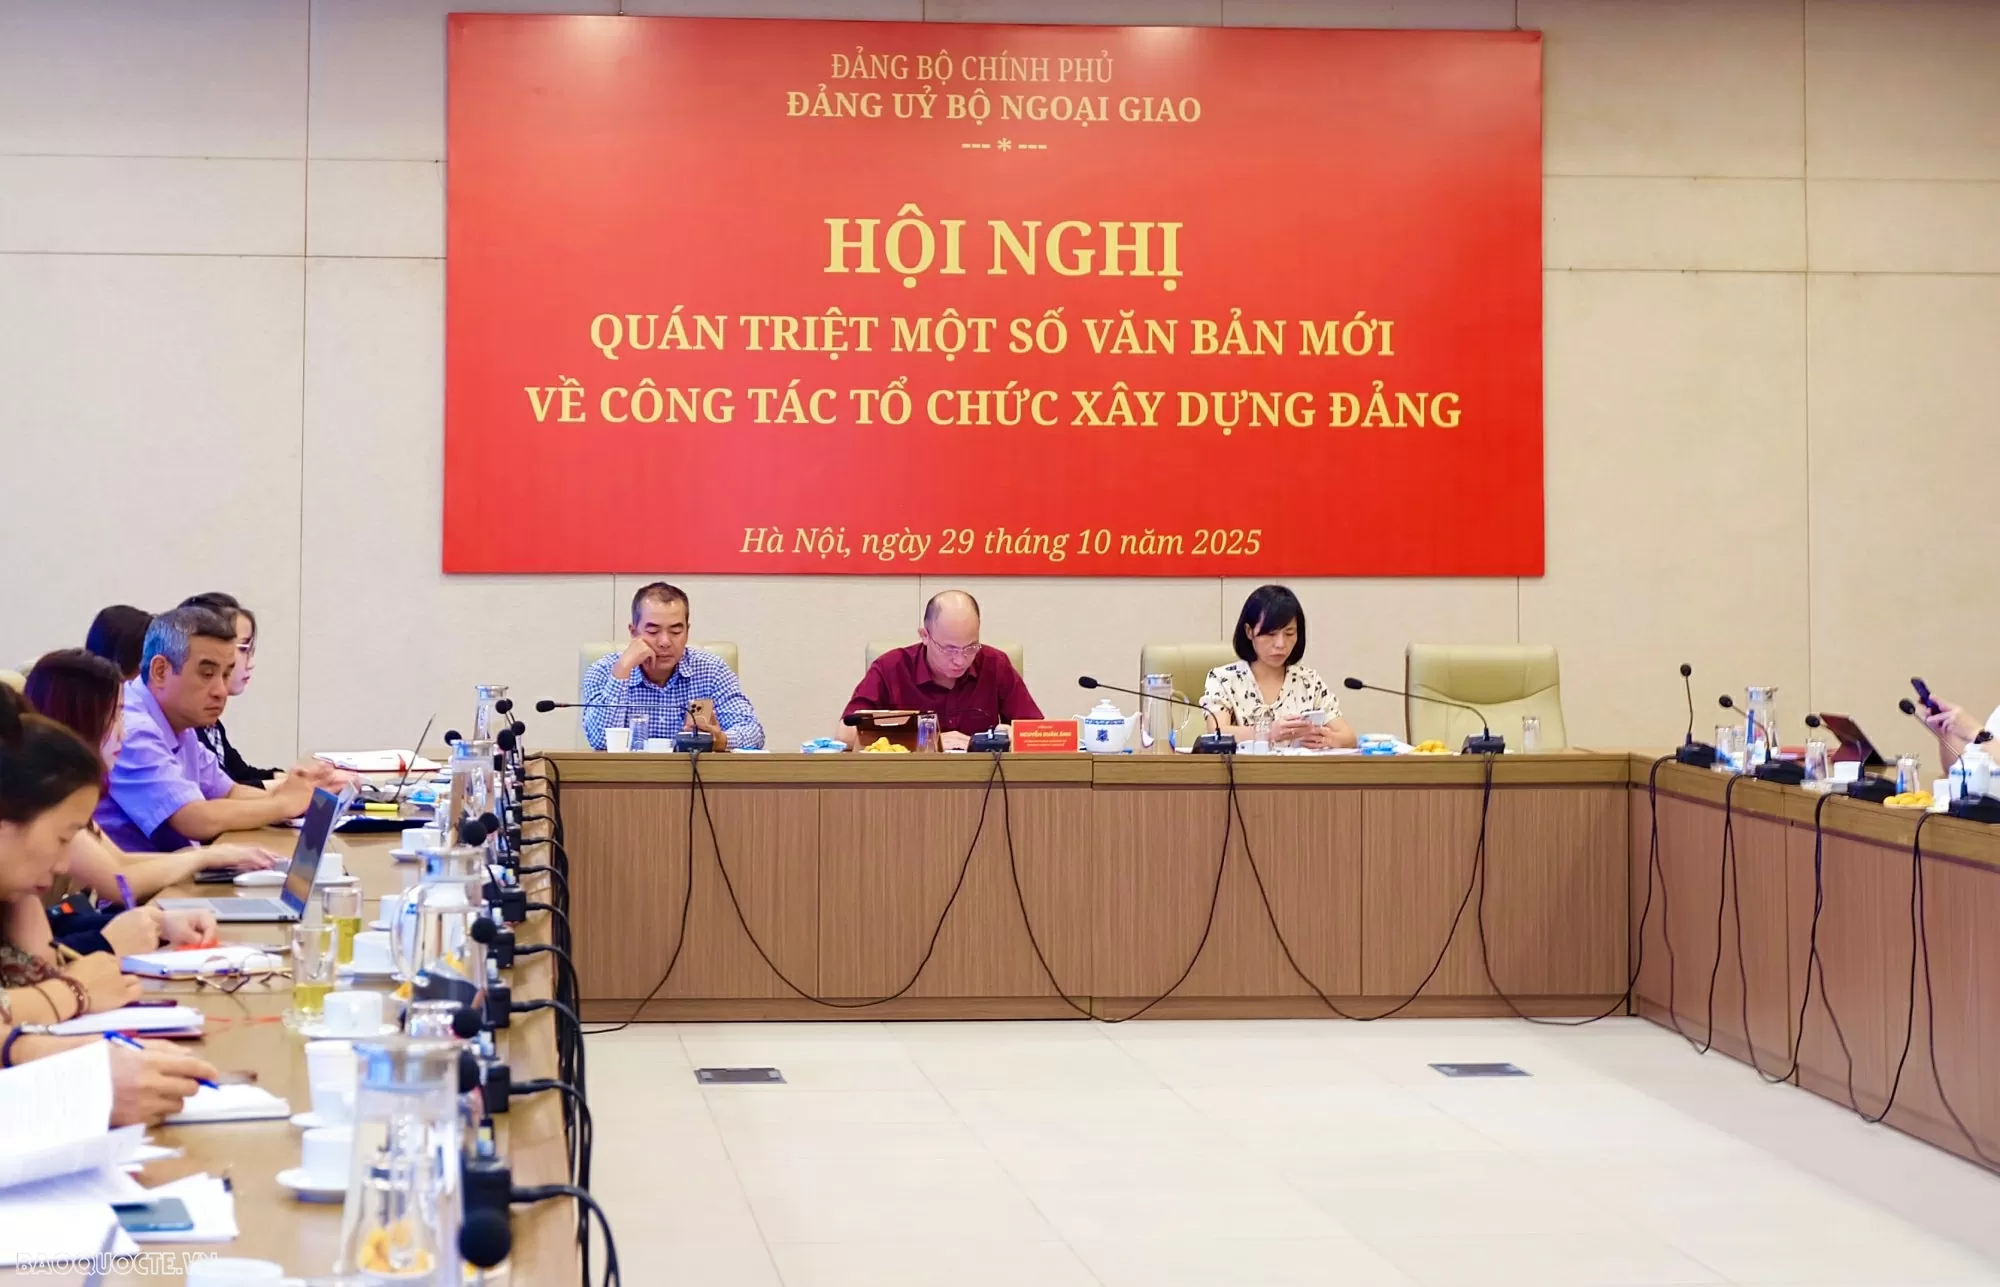 ĐẢNG BỘ CHÍNH PHỦ
ĐẢNG UỶ BỘ NGOẠI GIAO
--- * ---
HỘI NGHỊ
QUÁN TRIỆT MỘT SỐ VĂN BẢN MỚI
VỀ CÔNG TÁC TỔ CHỨC XÂY DỰNG ĐẢNG
Hà Nội, ngày 29 tháng 10 năm 2025
BAOQUOCTE.VN